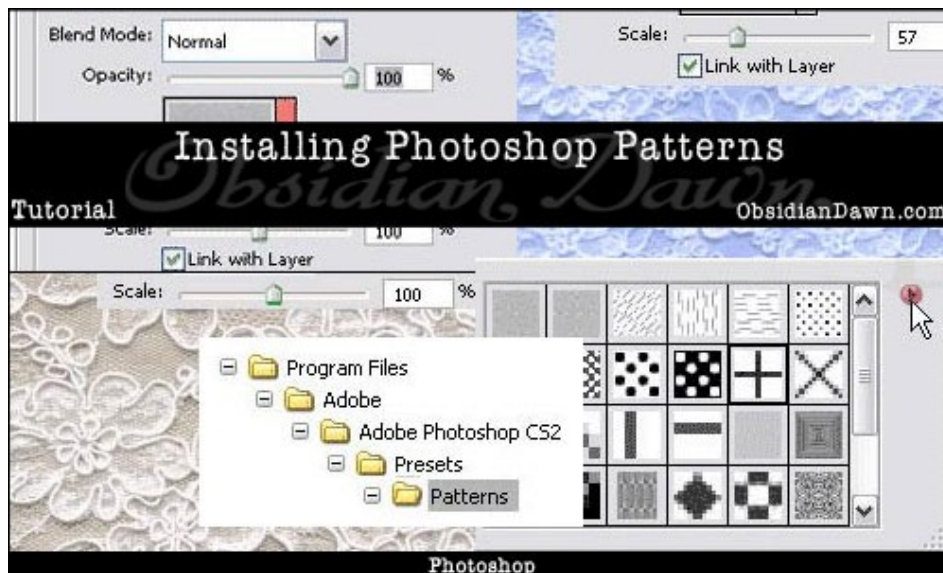 Blend Mode: Normal
Opacity: 100 %
Scale: 57
Link with Layer
Installing Photoshop Patterns
Obsidian Dawn
Tutorial
ObsidianDawn.com
Scale: 100 %
Link with Layer
Scale: 100 %
Program Files
Adobe
Adobe Photoshop CS2
Presets
Patterns
Photoshop